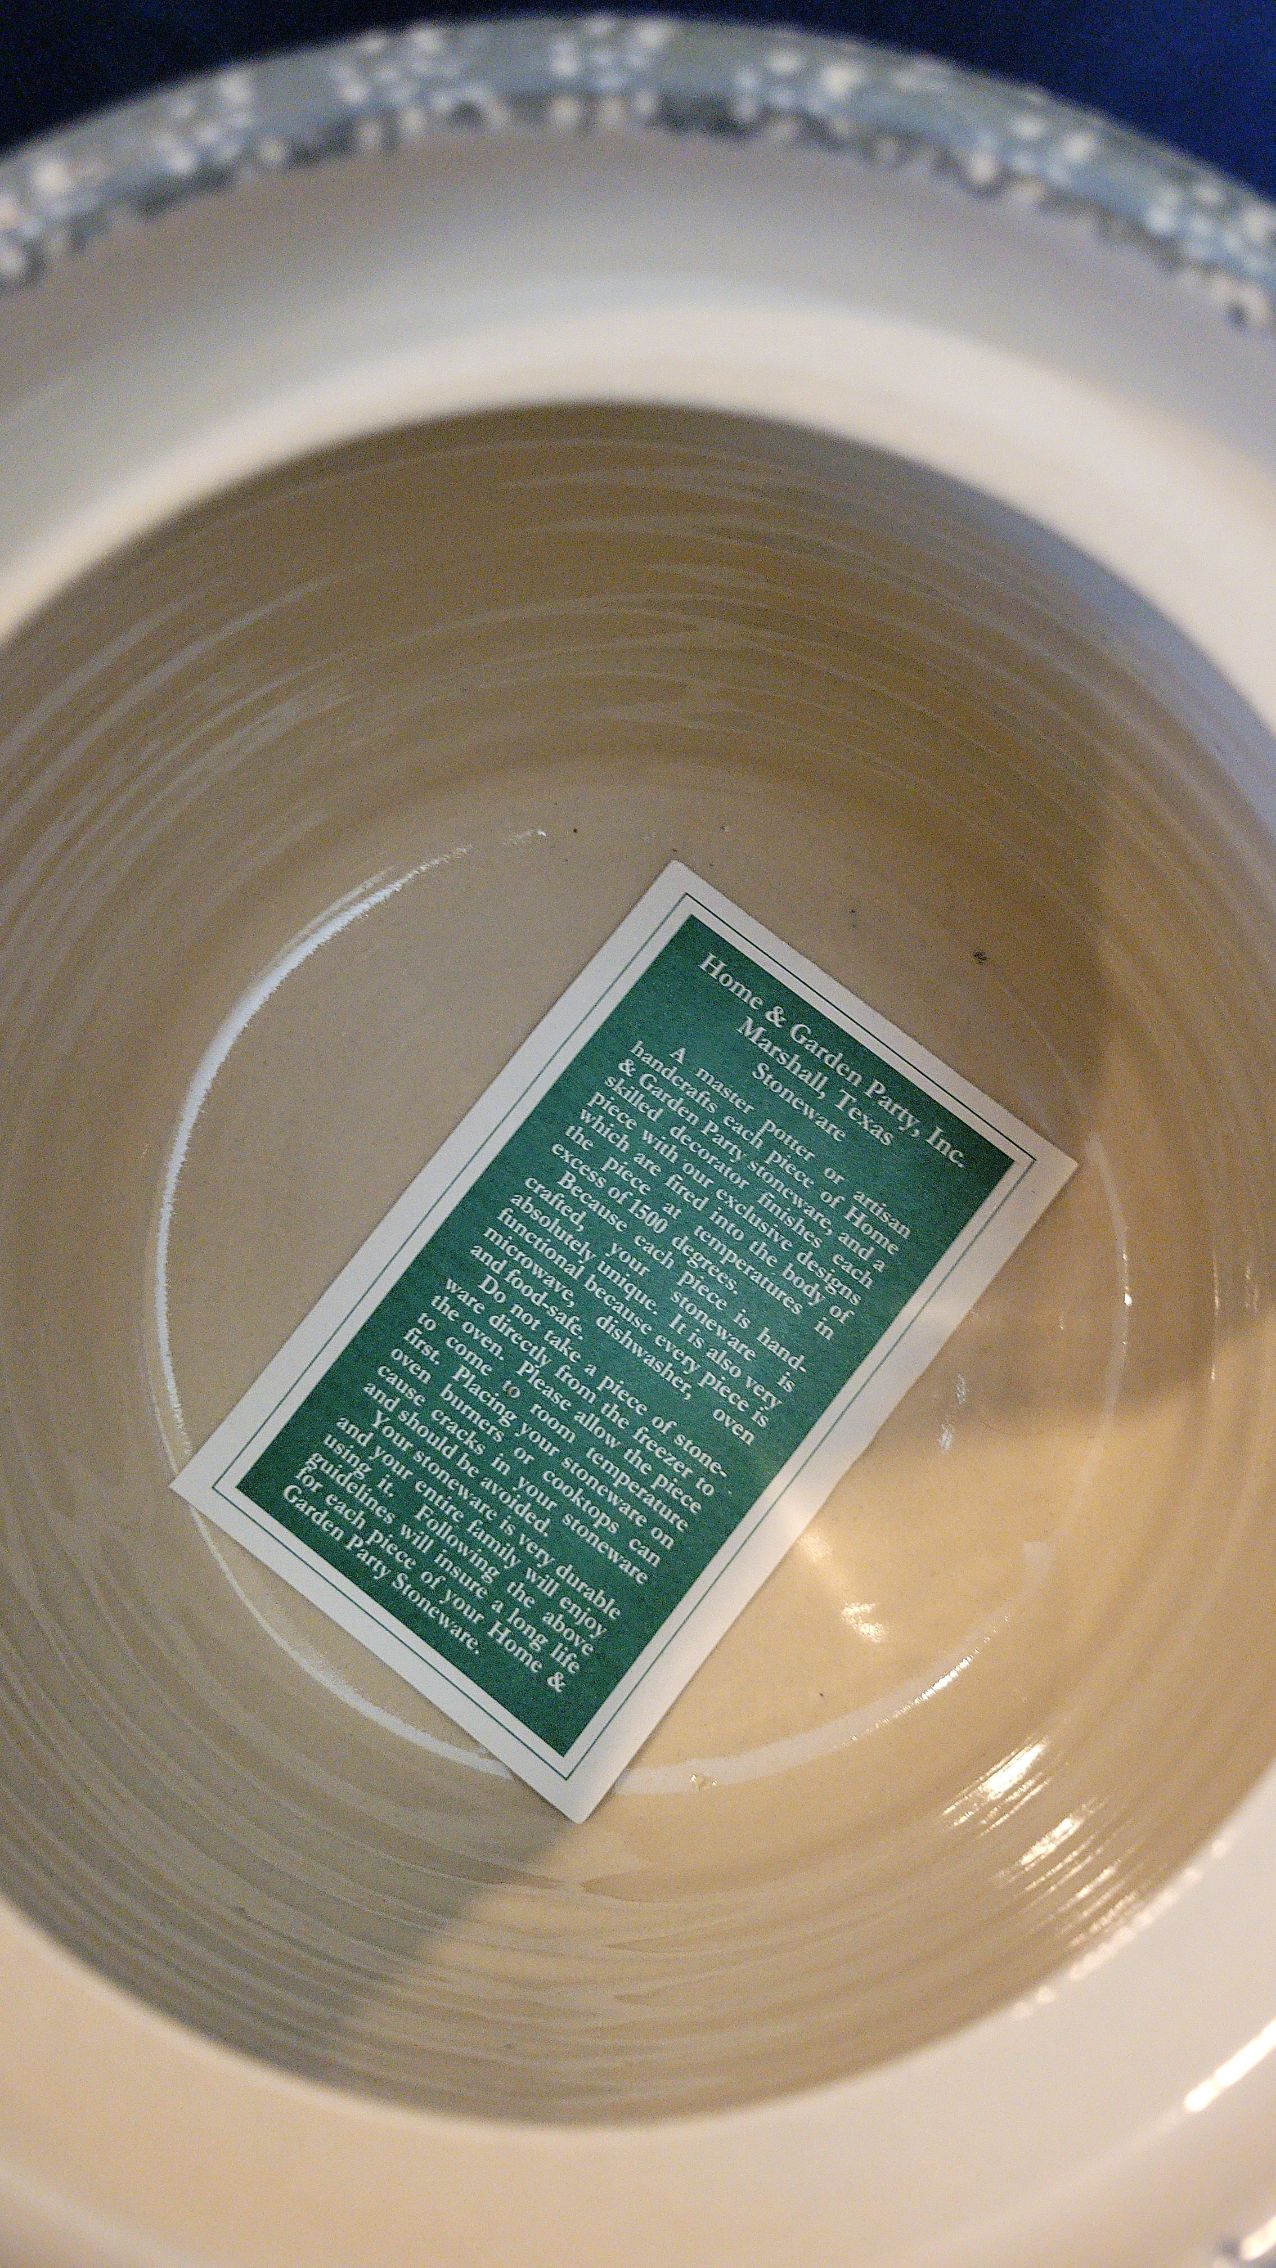 Home & Garden Party, Inc.
Marshall, Texas
Stoneware
A master potter or artisan
handcrafts each piece of Home
& Garden Party stoneware, and a
skilled decorator finishes each
piece with our exclusive designs
which are fired into the body of
the piece at temperatures in
excess of 1500 degrees.
Because each piece is hand-
crafted, your stoneware is
absolutely unique. It is also very
functional because every piece is
microwave, dishwasher, oven
and food-safe.
Do not take a piece of stone-
ware directly from the freezer to
the oven. Please allow the piece
to come to room temperature
first. Placing your stoneware on
oven burners or cooktops can
cause cracks in your stoneware
and should be avoided.
Your stoneware is very durable
and your entire family will enjoy
using it. Following the above
guidelines will insure a long life
for each piece of your Home &
Garden Party Stoneware.